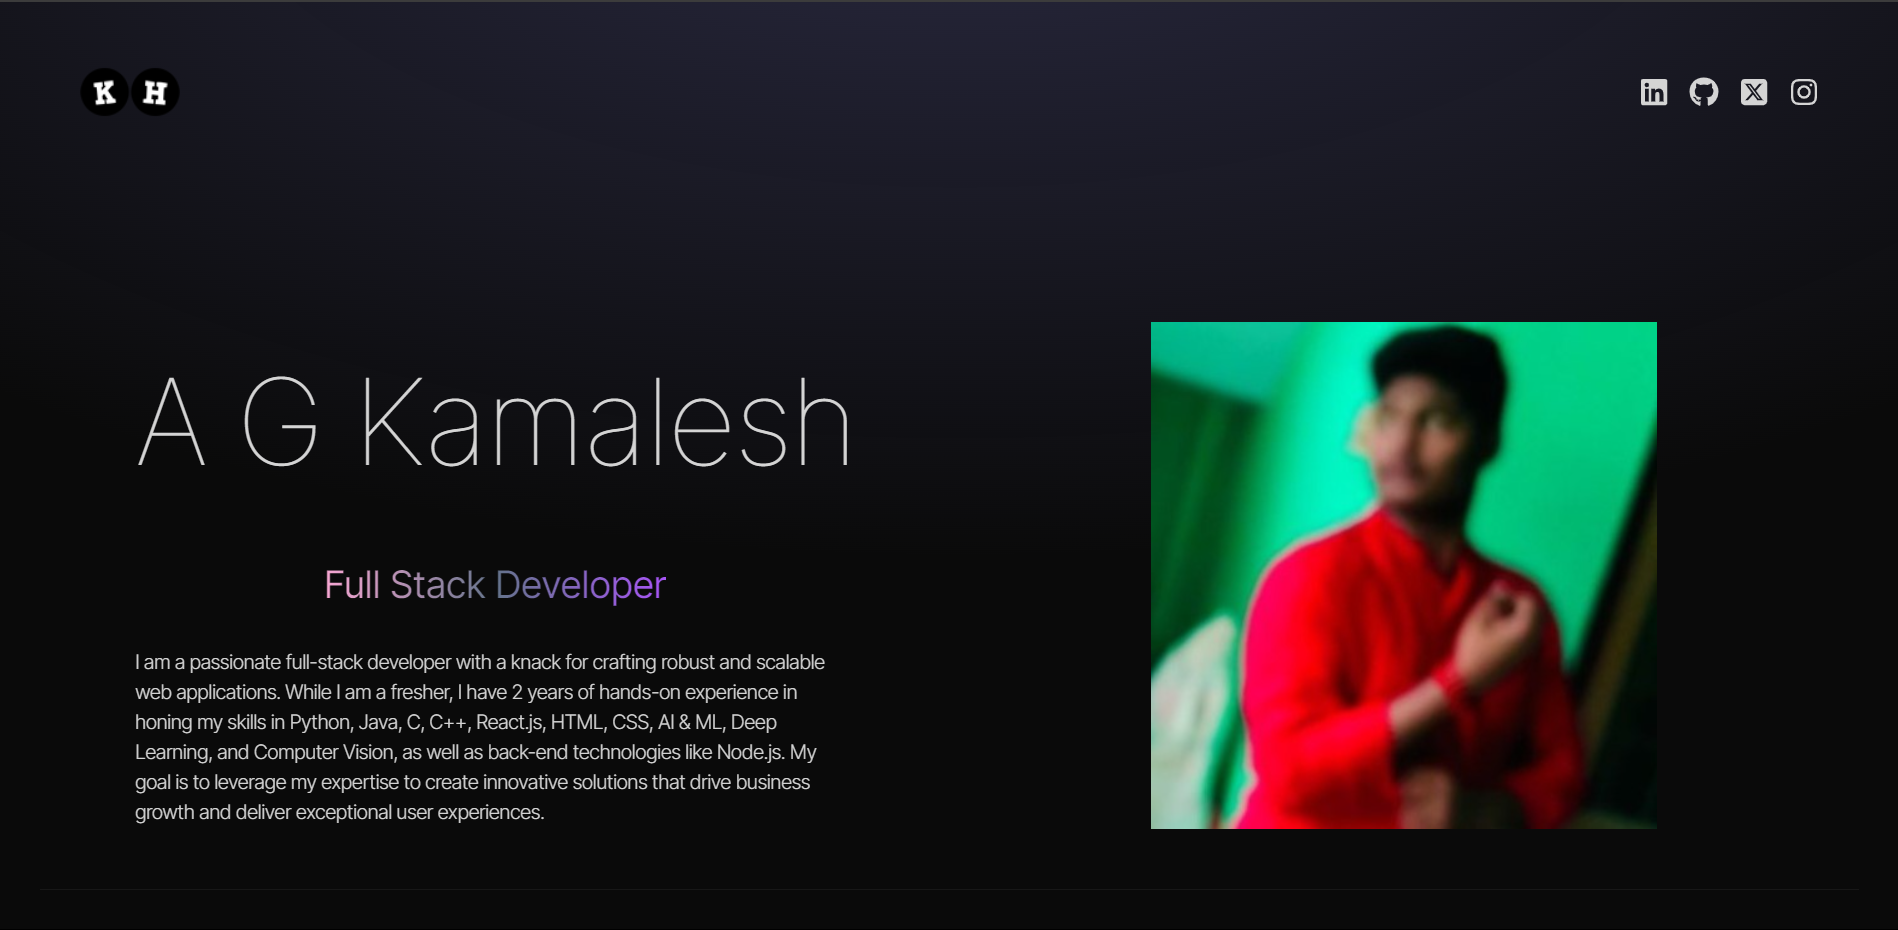 K H
in
A G Kamalesh
Full Stack Developer
I am a passionate full-stack developer with a knack for crafting robust and scalable
web applications. While I am a fresher, I have 2 years of hands-on experience in
honing my skills in Python, Java, C, C++, React.js, HTML, CSS, AI & ML, Deep
Learning, and Computer Vision, as well as back-end technologies like Node.js. My
goal is to leverage my expertise to create innovative solutions that drive business
growth and deliver exceptional user experiences.